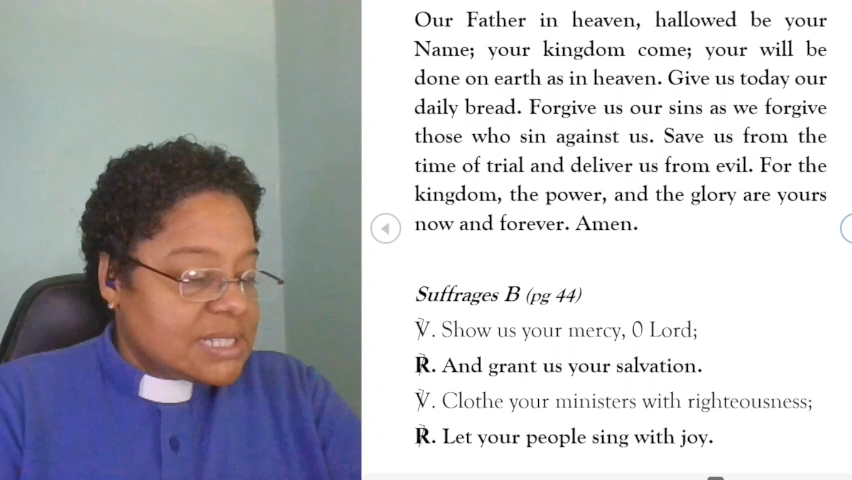 Our Father in heaven, hallowed be your
Name; your kingdom come; your will be
done on earth as in heaven. Give us today our
daily bread. Forgive us our sins as we forgive
those who sin against us. Save us from the
time of trial and deliver us from evil. For the
kingdom, the power, and the glory are yours
now and forever. Amen.
Suffrages B (pg 44)
℣. Show us your mercy, 0 Lord;
℟. And grant us your salvation.
℣. Clothe your ministers with righteousness;
℟. Let your people sing with joy.